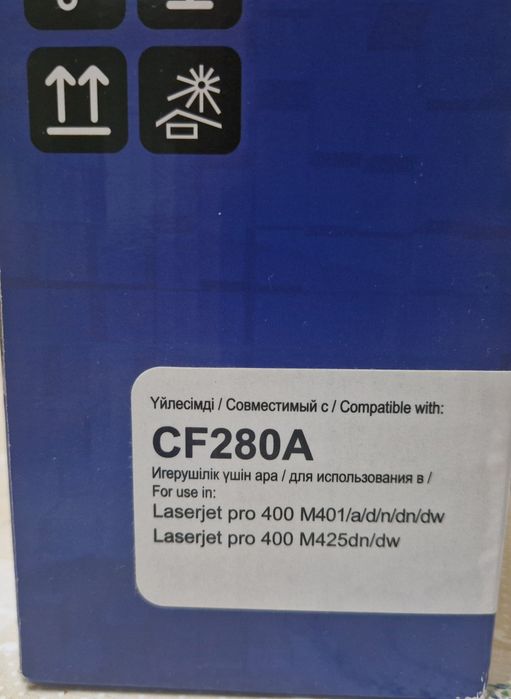 Үйлесімді / Совместимый с / Compatible with:
CF280A
Игерушілік үшін ара / для использования в /
For use in:
Laserjet pro 400 M401/a/d/n/dn/dw
Laserjet pro 400 M425dn/dw